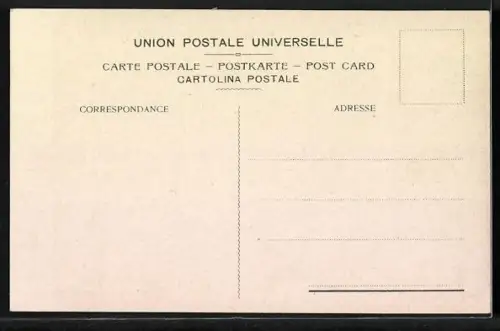 UNION POSTALE UNIVERSELLE
CARTE POSTALE – POSTKARTE – POST CARD
CARTOLINA POSTALE
CORRESPONDANCE
ADRESSE